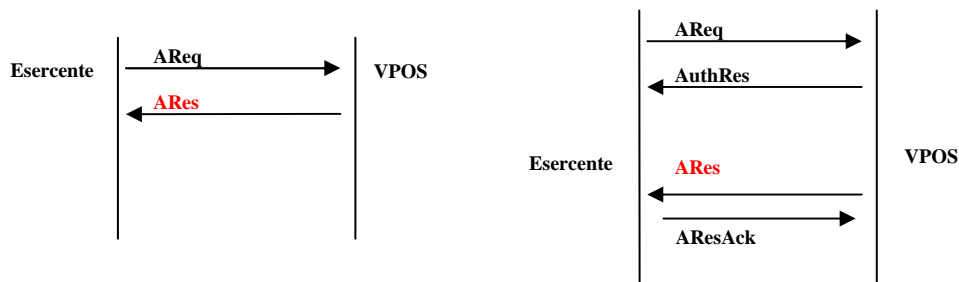 AReq
Esercente
VPOS
ARes
AReq
AuthRes
Esercente
ARes
VPOS
AResAck